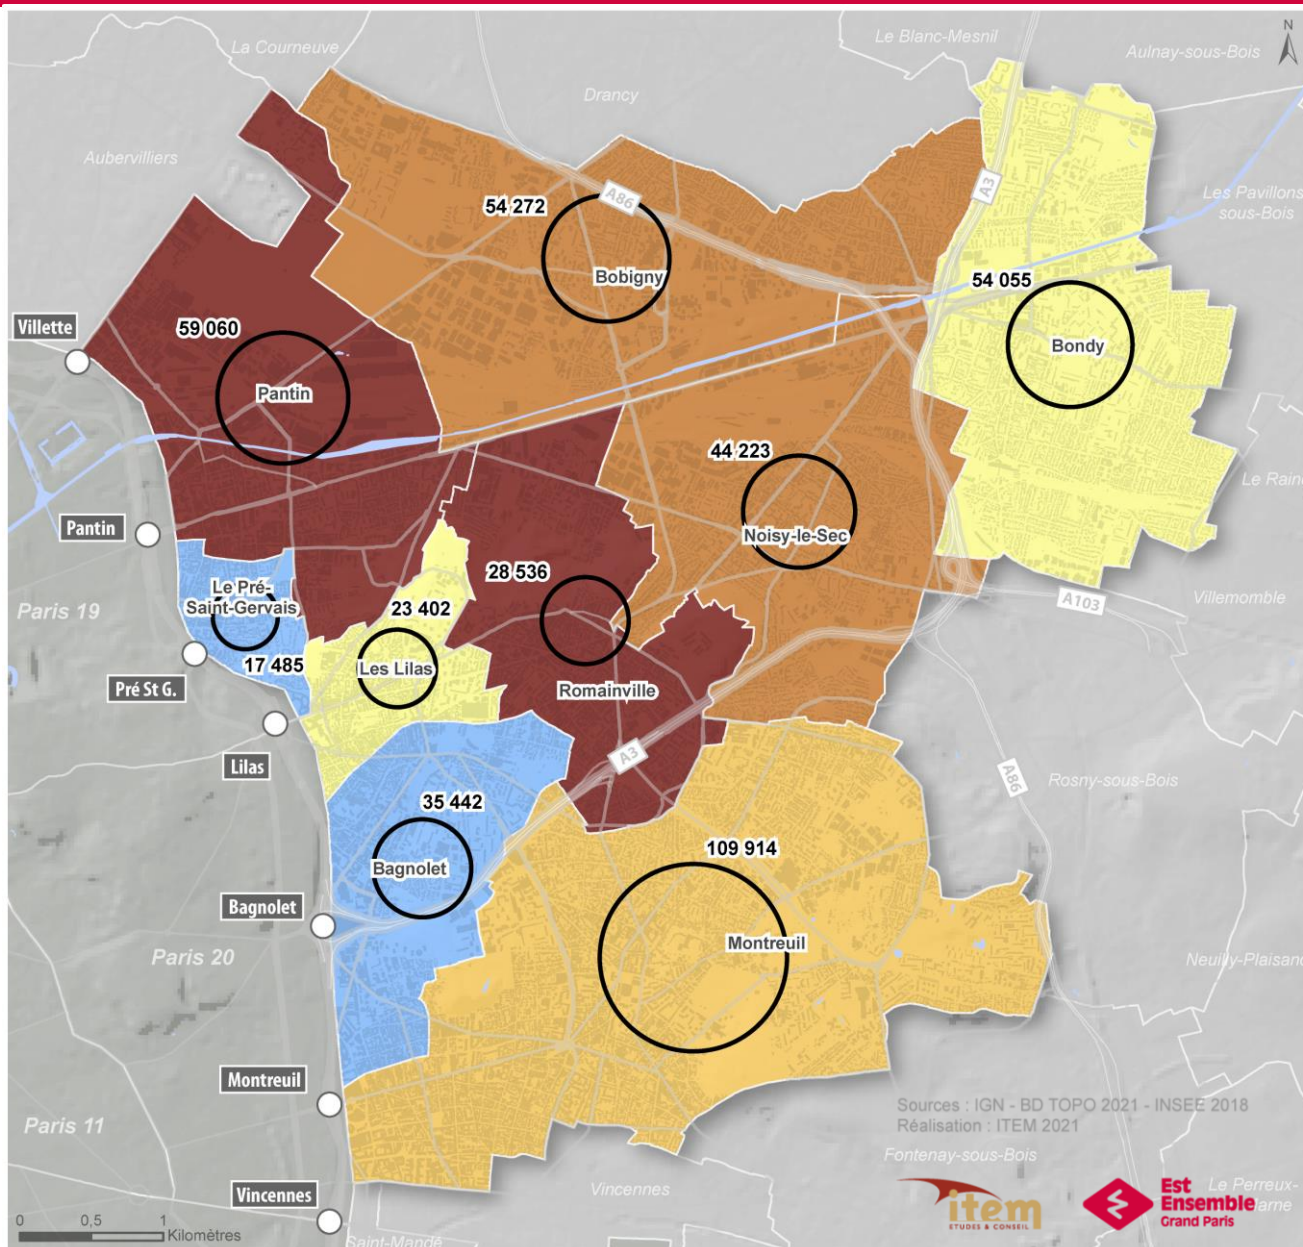 N
La Courneuve
Le Blanc-Mesnil
Aulnay-sous-Bois
Drancy
Aubervilliers
A3
A86
Les Pavillons
sous-Bois
54 272
Bobigny
54 055
Bondy
Villette
59 060
Pantin
44 223
Noisy-le-Sec
Pantin
28 536
Le Pré-
Saint-Gervais
23 402
A103
Villemomble
Paris 19
17 485
Les Lilas
Romainville
Pré St G.
Lilas
A3
A86
Rosny-sous-Bois
35 442
109 914
Bagnolet
Bagnolet
Montreuil
Paris 20
Montreuil
Sources : IGN - BD TOPO 2021 - INSEE 2018
Réalisation : ITEM 2021
Paris 11
Fontenay-sous-Bois
Vincennes
Vincennes
item
ETUDES & CONSEIL
Est
Ensemble
Grand Paris
Le Perreux-
0 0,5 1
Kilomètres
Saint-Mandé